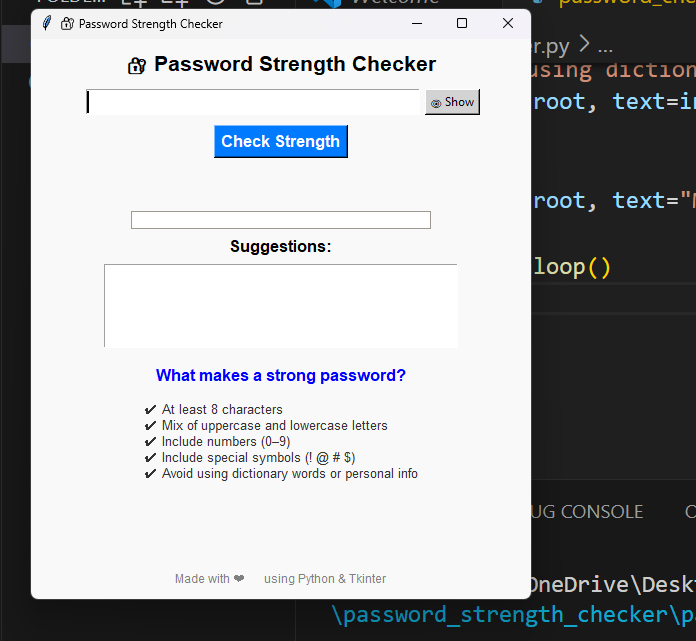 Welcome
password_che
Password Strength Checker
er.py > ...
Password Strength Checker
using diction
Show
root, text=in
Check Strength
root, text="M
Suggestions:
loop()
What makes a strong password?
✔ At least 8 characters
✔ Mix of uppercase and lowercase letters
✔ Include numbers (0–9)
✔ Include special symbols (! @ # $)
✔ Avoid using dictionary words or personal info
UG CONSOLE
Made with ❤ using Python & Tkinter
OneDrive\Deskt
\password_strength_checker\p